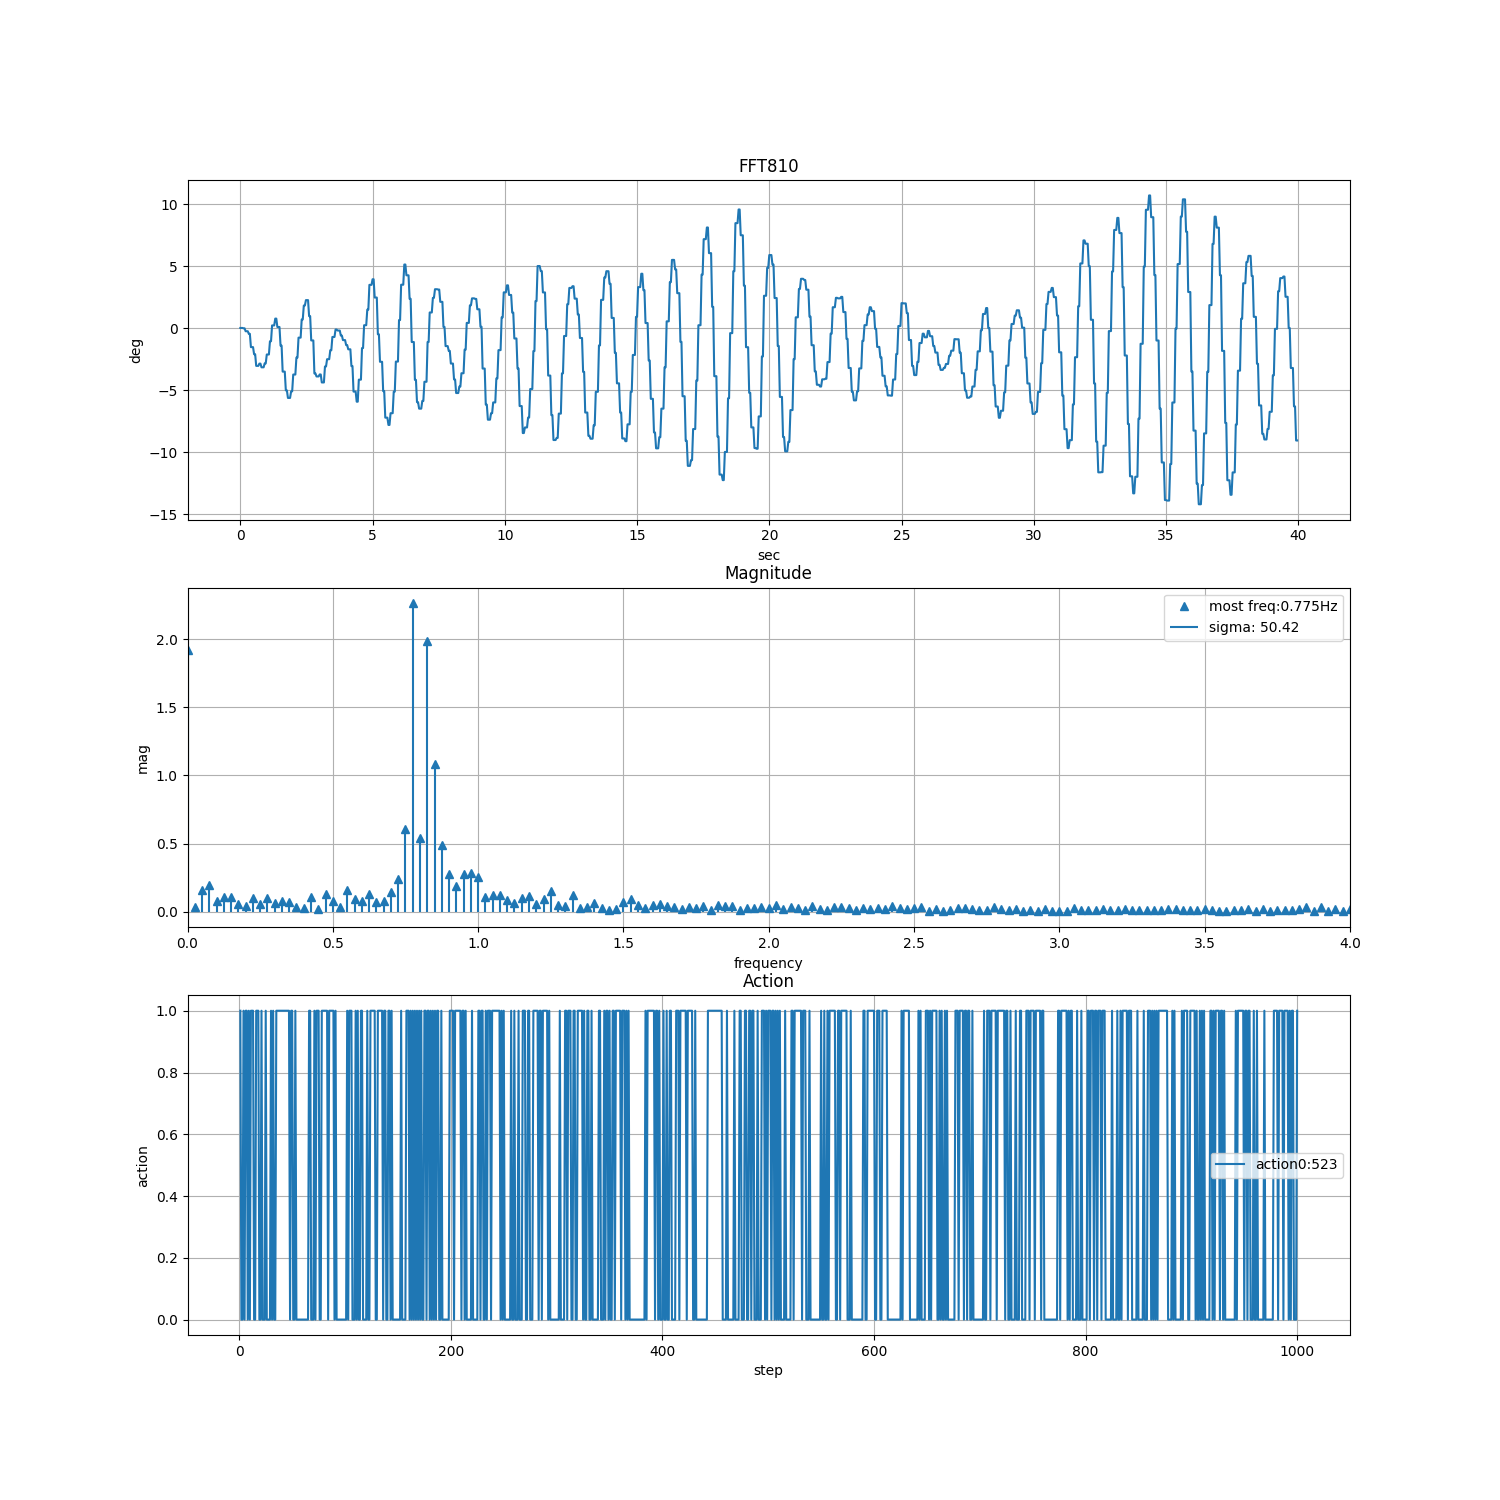 FFT810
10
5
0
−5
−10
−15
deg
0 5 10 15 20 25 30 35 40
sec
Magnitude
most freq:0.775Hz
sigma: 50.42
2.0
1.5
1.0
0.5
0.0
mag
0.0 0.5 1.0 1.5 2.0 2.5 3.0 3.5 4.0
frequency
Action
1.0
0.8
0.6
0.4
0.2
0.0
action
action0:523
0 200 400 600 800 1000
step